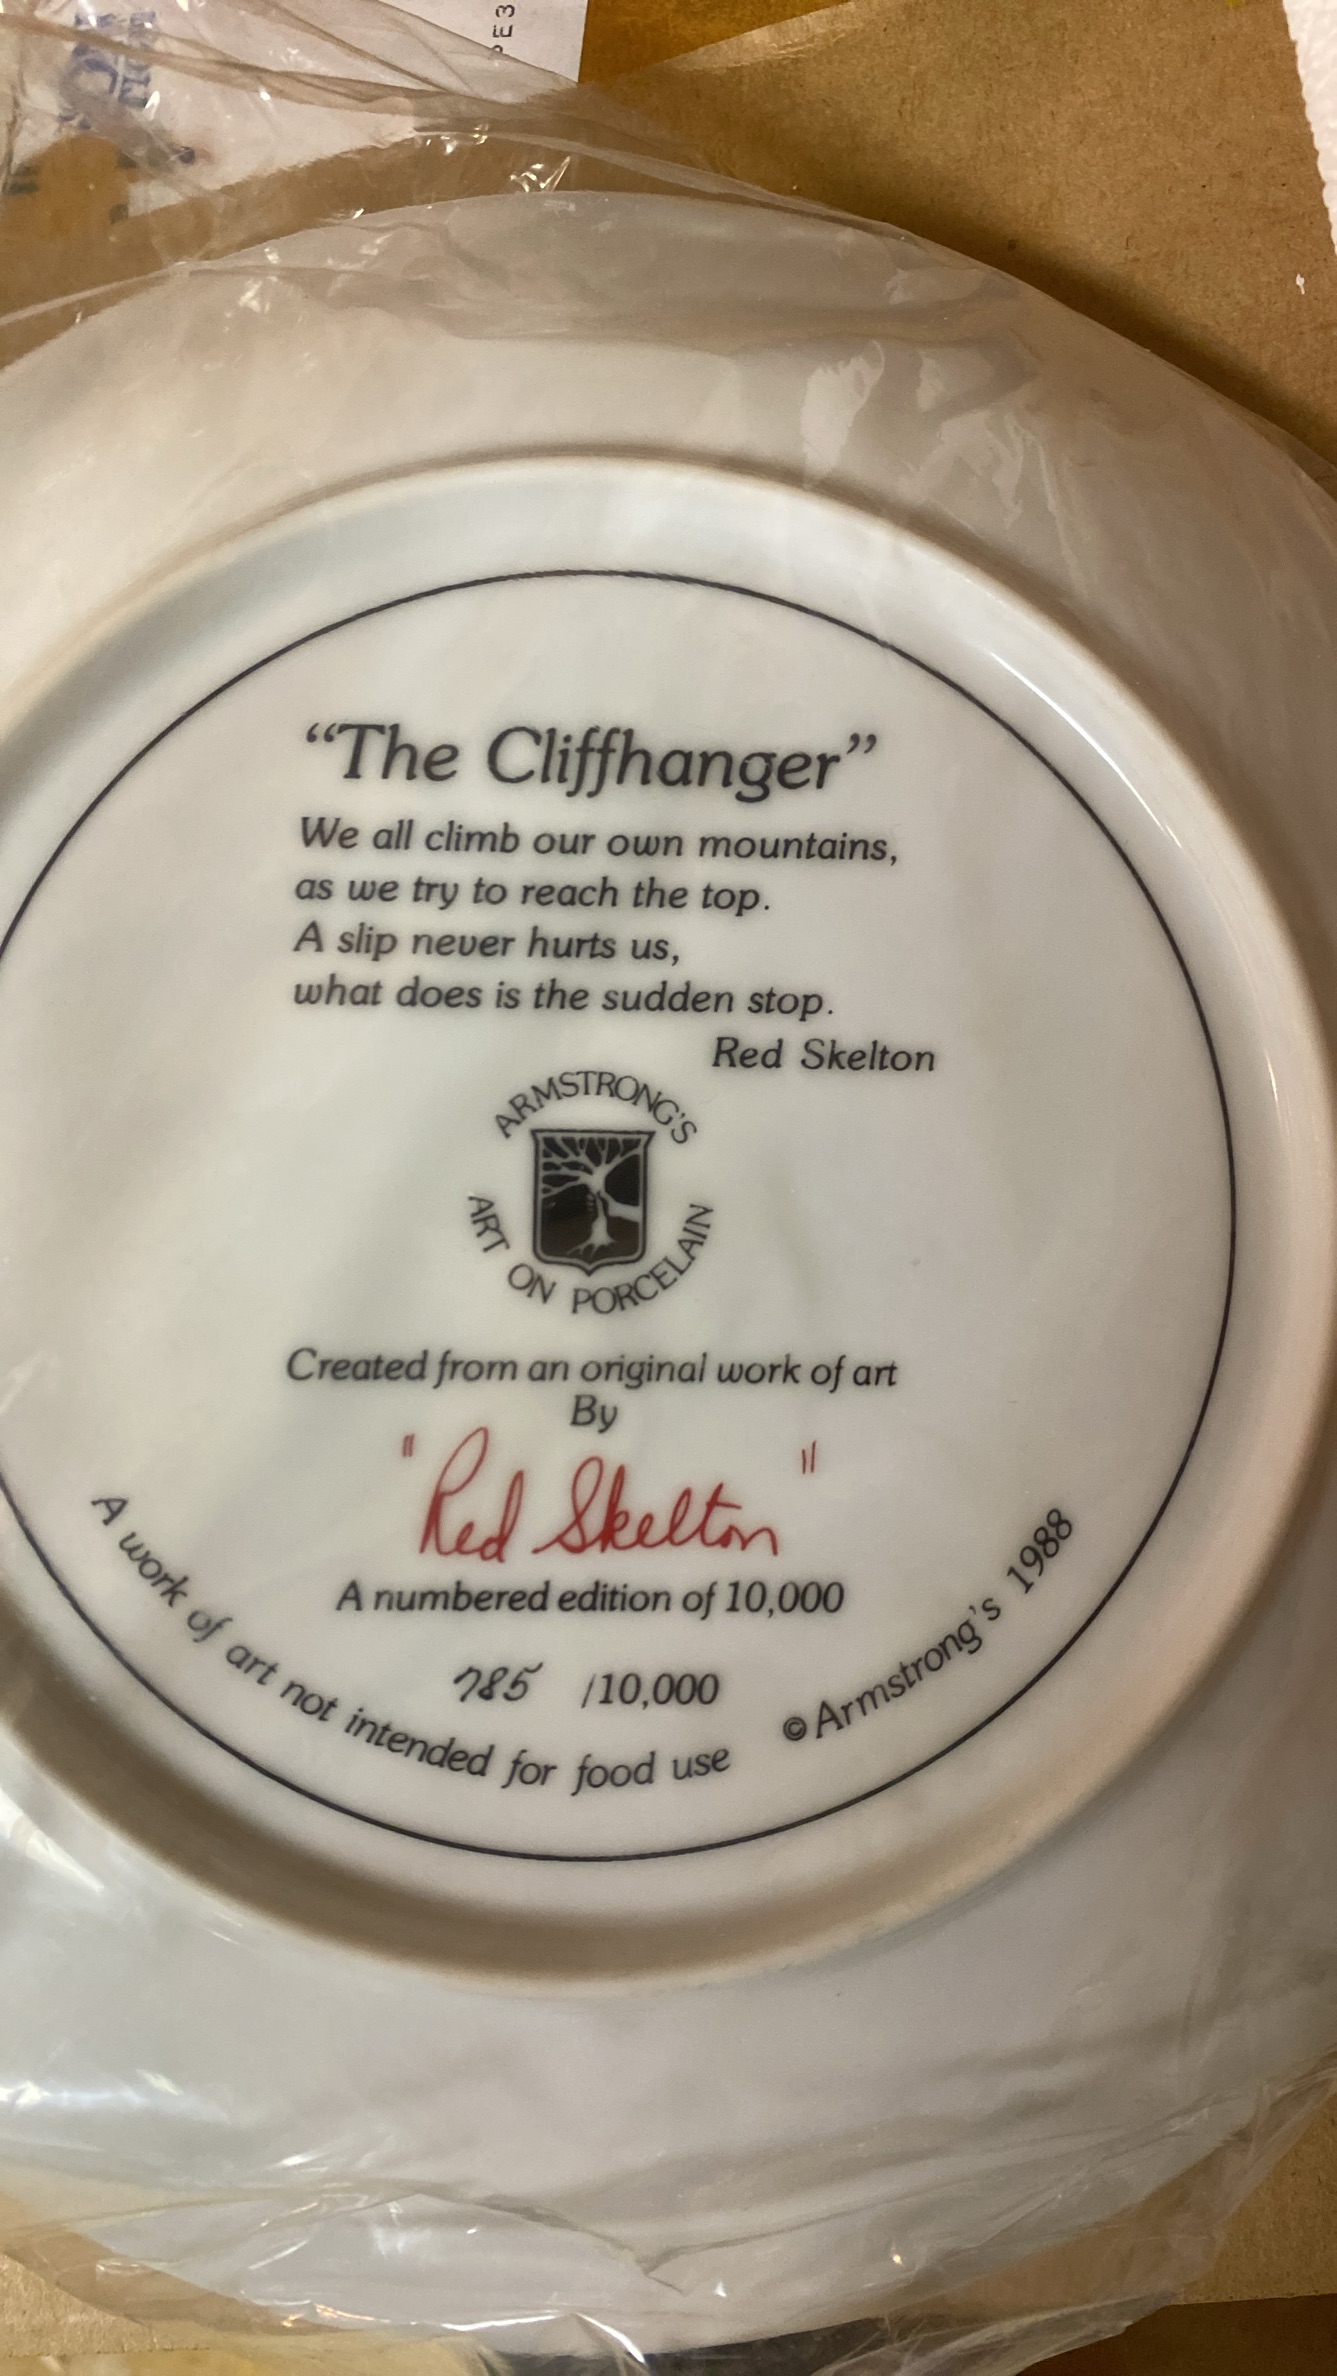 PE3
“The Cliffhanger”
We all climb our own mountains,
as we try to reach the top.
A slip never hurts us,
what does is the sudden stop.
Red Skelton
ARMSTRONG'S
ART ON PORCELAIN
Created from an original work of art
By
"Red Skelton"
A numbered edition of 10,000
785 /10,000
A work of art not intended for food use
© Armstrong's 1988